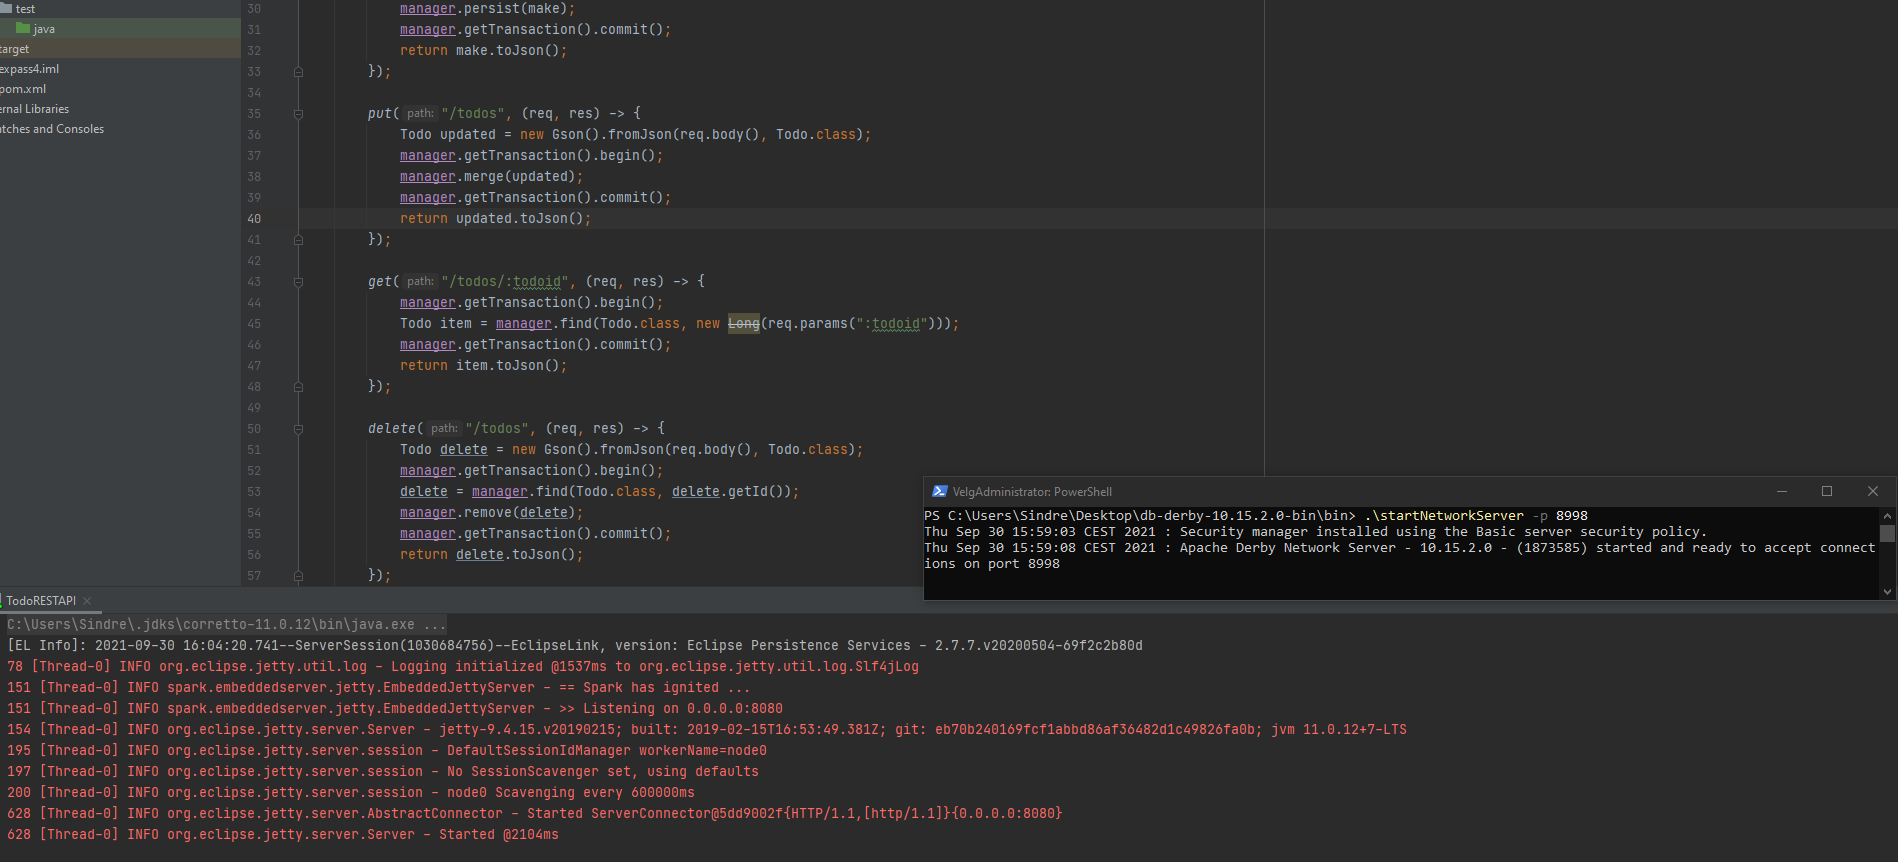 test
java
target
expass4.iml
pom.xml
ernal Libraries
atches and Consoles
30 manager.persist(make);
31 manager.getTransaction().commit();
32 return make.toJson();
33 });
34
35 put( path: "/todos", (req, res) -> {
36 Todo updated = new Gson().fromJson(req.body(), Todo.class);
37 manager.getTransaction().begin();
38 manager.merge(updated);
39 manager.getTransaction().commit();
40 return updated.toJson();
41 });
42
43 get( path: "/todos/:todoid", (req, res) -> {
44 manager.getTransaction().begin();
45 Todo item = manager.find(Todo.class, new Long(req.params(":todoid")));
46 manager.getTransaction().commit();
47 return item.toJson();
48 });
49
50 delete( path: "/todos", (req, res) -> {
51 Todo delete = new Gson().fromJson(req.body(), Todo.class);
52 manager.getTransaction().begin();
53 delete = manager.find(Todo.class, delete.getId());
54 manager.remove(delete);
55 manager.getTransaction().commit();
56 return delete.toJson();
57 });
VelgAdministrator: PowerShell
PS C:\Users\Sindre\Desktop\db-derby-10.15.2.0-bin\bin> .\startNetworkServer -p 8998
Thu Sep 30 15:59:03 CEST 2021 : Security manager installed using the Basic server security policy.
Thu Sep 30 15:59:08 CEST 2021 : Apache Derby Network Server - 10.15.2.0 - (1873585) started and ready to accept connect
ions on port 8998
TodoRESTAPI
C:\Users\Sindre\.jdks\corretto-11.0.12\bin\java.exe ...
[EL Info]: 2021-09-30 16:04:20.741--ServerSession(1030684756)--EclipseLink, version: Eclipse Persistence Services - 2.7.7.v20200504-69f2c2b80d
78 [Thread-0] INFO org.eclipse.jetty.util.log - Logging initialized @1537ms to org.eclipse.jetty.util.log.Slf4jLog
151 [Thread-0] INFO spark.embeddedserver.jetty.EmbeddedJettyServer - == Spark has ignited ...
151 [Thread-0] INFO spark.embeddedserver.jetty.EmbeddedJettyServer - >> Listening on 0.0.0.0:8080
154 [Thread-0] INFO org.eclipse.jetty.server.Server - jetty-9.4.15.v20190215; built: 2019-02-15T16:53:49.381Z; git: eb70b240169fcf1abbd86af36482d1c49826fa0b; jvm 11.0.12+7-LTS
195 [Thread-0] INFO org.eclipse.jetty.server.session - DefaultSessionIdManager workerName=node0
197 [Thread-0] INFO org.eclipse.jetty.server.session - No SessionScavenger set, using defaults
200 [Thread-0] INFO org.eclipse.jetty.server.session - node0 Scavenging every 600000ms
628 [Thread-0] INFO org.eclipse.jetty.server.AbstractConnector - Started ServerConnector@5dd9002f{HTTP/1.1,[http/1.1]}{0.0.0.0:8080}
628 [Thread-0] INFO org.eclipse.jetty.server.Server - Started @2104ms